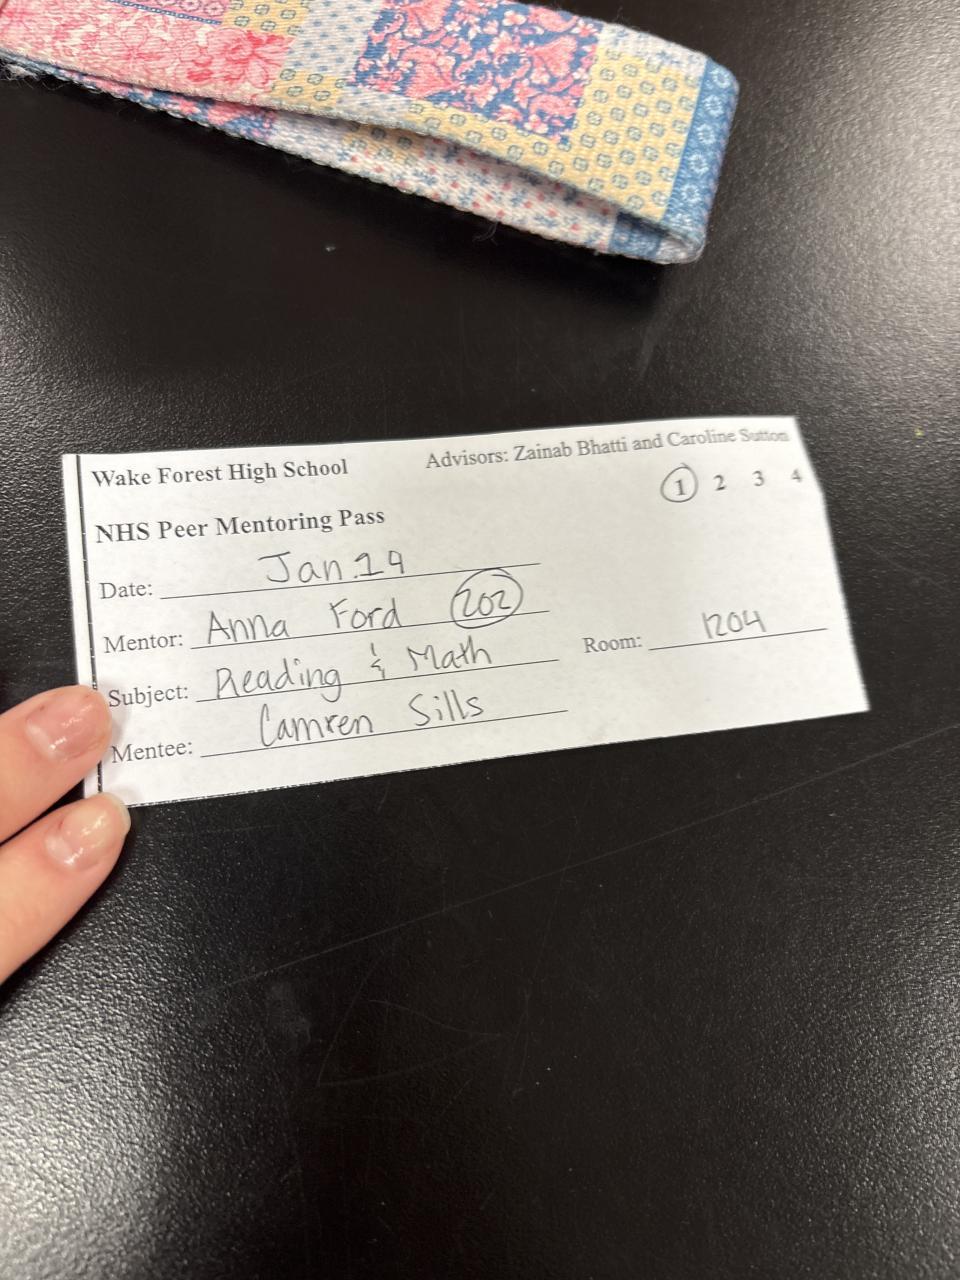 Wake Forest High School Advisors: Zainab Bhatti and Caroline Sutton
1 2 3 4
NHS Peer Mentoring Pass
Date: Jan.14
Mentor: Anna Ford 202
Subject: Reading & Math Room: 1204
Mentee: Camren Sills